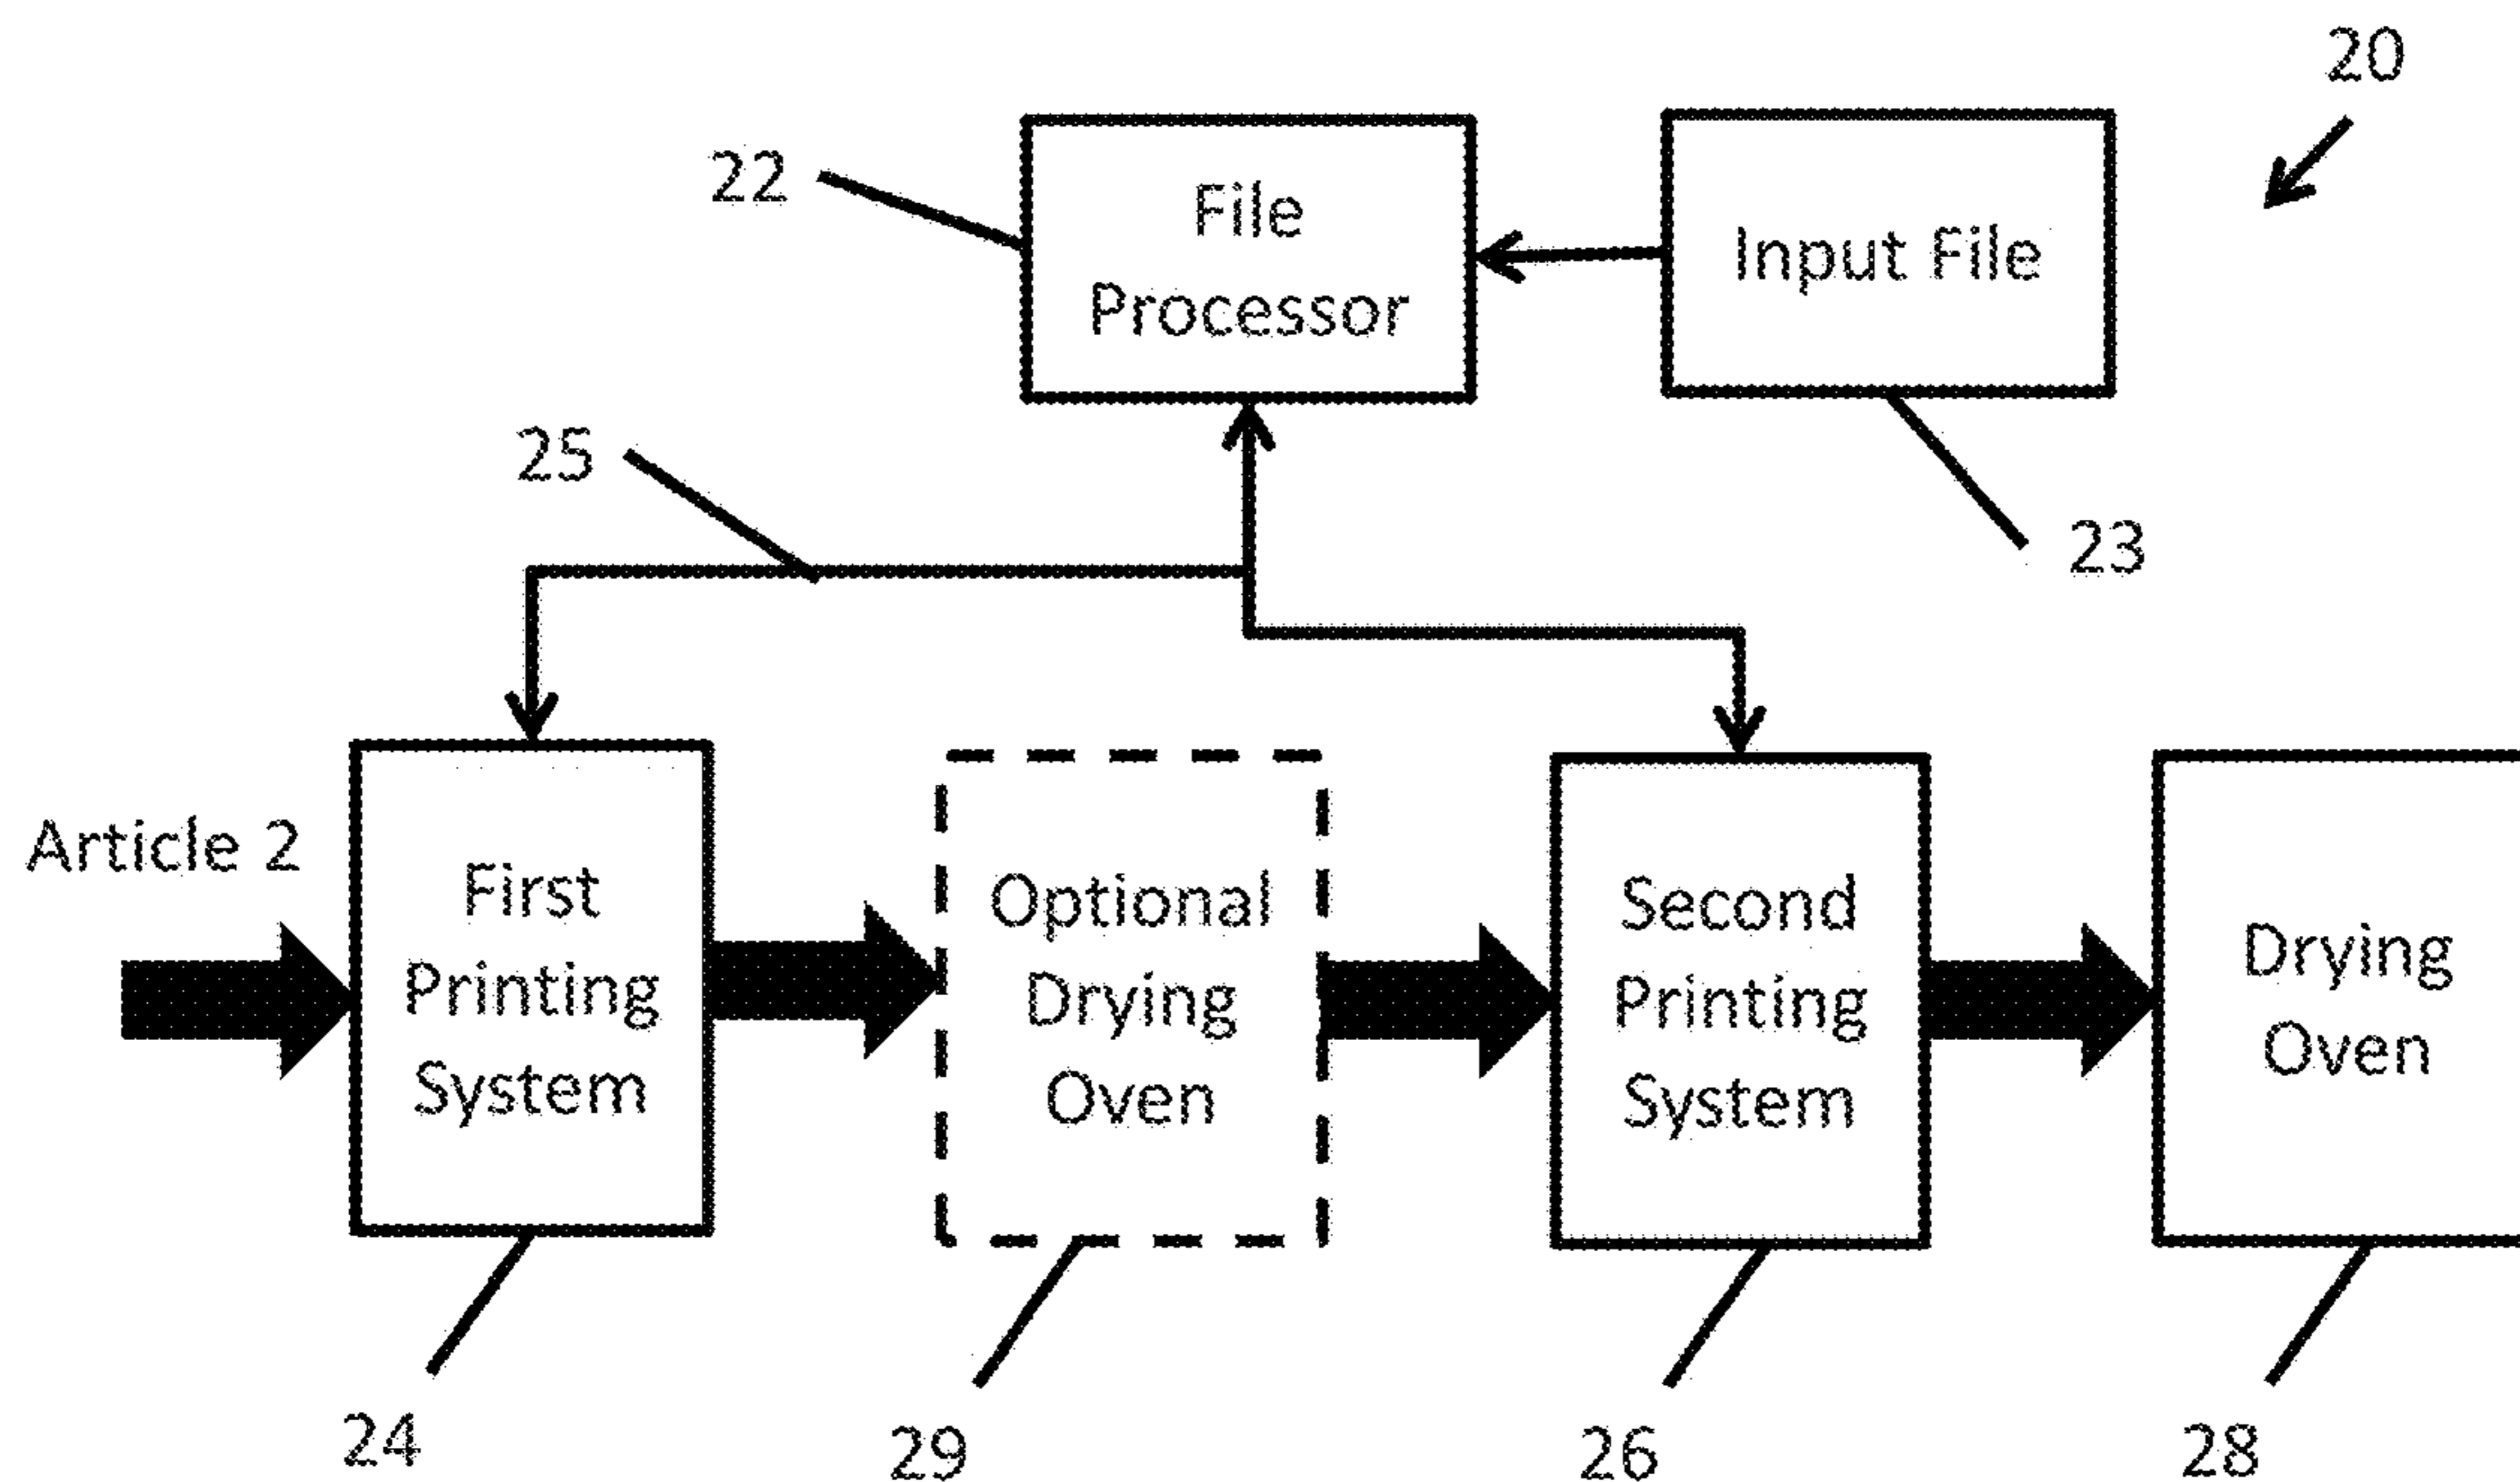 20
22
File
Processor
Input File
25
23
Article 2
First
Printing
System
Optional
Drying
Oven
Second
Printing
System
Drying
Oven
24
29
26
28